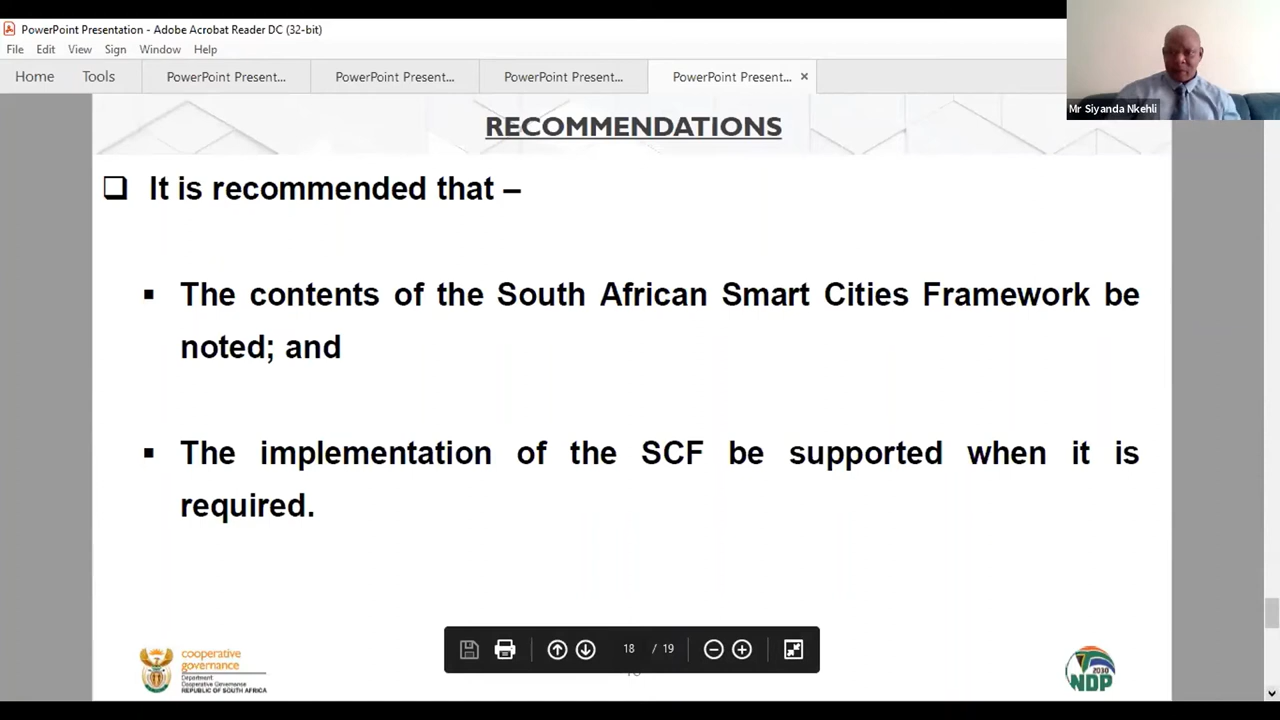 PowerPoint Presentation - Adobe Acrobat Reader DC (32-bit)
File Edit View Sign Window Help
Home Tools PowerPoint Present... PowerPoint Present... PowerPoint Present... PowerPoint Present... ×
Mr Siyanda Nkehli
RECOMMENDATIONS
❑ It is recommended that –
▪ The contents of the South African Smart Cities Framework be
noted; and
▪ The implementation of the SCF be supported when it is
required.
18 / 19
cooperative
governance
Department:
Cooperative Governance
REPUBLIC OF SOUTH AFRICA
2030
NDP